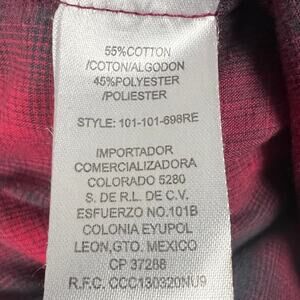 55%COTTON
/COTON/ALGODON
45%POLYESTER
/POLIESTER
STYLE: 101-101-698RE
IMPORTADOR
COMERCIALIZADORA
COLORADO 5280
S. DE R.L. DE C.V.
ESFUERZO NO.101B
COLONIA EYUPOL
LEON,GTO. MEXICO
CP 37288
R.F.C. CCC130320NU9